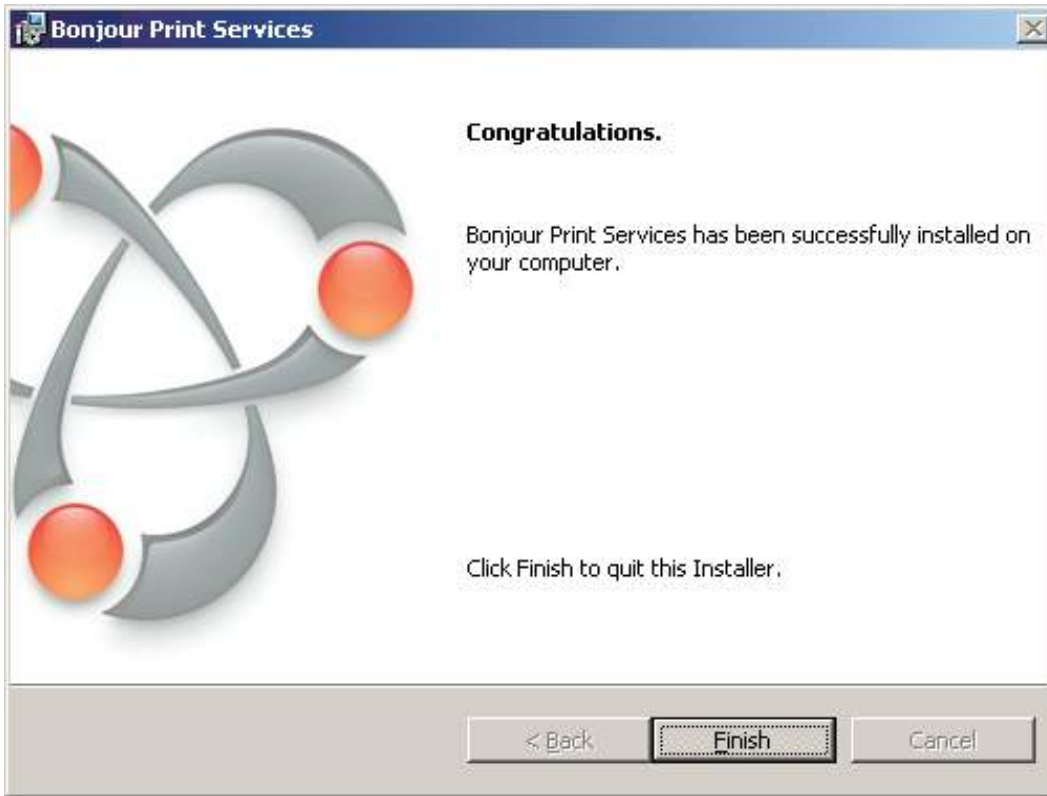 Bonjour Print Services
Congratulations.
Bonjour Print Services has been successfully installed on
your computer.
Click Finish to quit this Installer.
< Back
Finish
Cancel